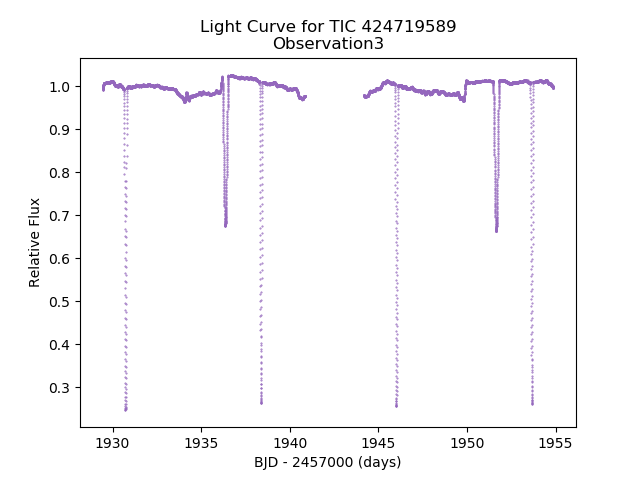 Light Curve for TIC 424719589
Observation3
Relative Flux
1.0
0.9
0.8
0.7
0.6
0.5
0.4
0.3
1930 1935 1940 1945 1950 1955
BJD - 2457000 (days)